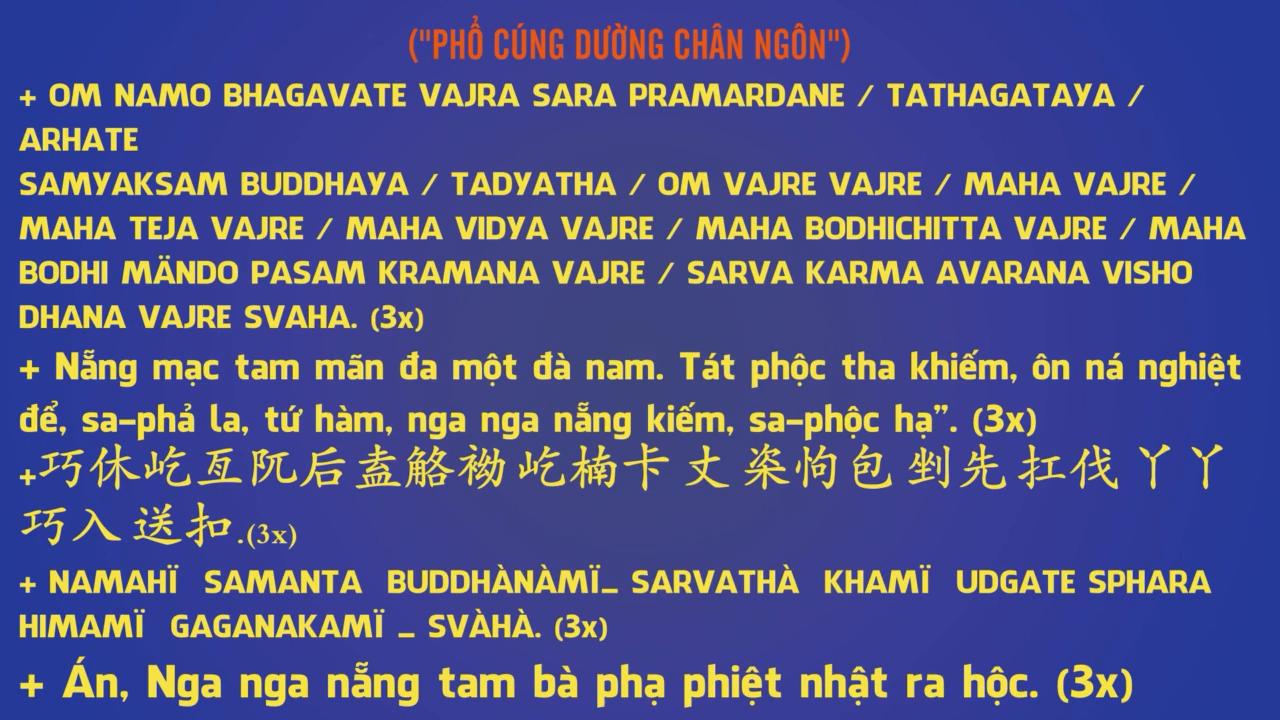 ("PHỔ CÚNG DƯỜNG CHÂN NGÔN")
+ OM NAMO BHAGAVATE VAJRA SARA PRAMARDANE / TATHAGATAYA /
ARHATE
SAMYAKSAM BUDDHAYA / TADYATHA / OM VAJRE VAJRE / MAHA VAJRE /
MAHA TEJA VAJRE / MAHA VIDYA VAJRE / MAHA BODHICHITTA VAJRE / MAHA
BODHI MÄNDO PASAM KRAMANA VAJRE / SARVA KARMA AVARANA VISHO
DHANA VAJRE SVAHA. (3x)
+ Nẵng mạc tam mãn đa một đà nam. Tát phộc tha khiếm, ôn ná nghiệt
để, sa-phả la, tứ hàm, nga nga nẵng kiếm, sa-phộc hạ”. (3x)
+巧休屹亙阢后盍觡袎屹楠卡丈 栥怐包 剉先 扛伐 丫丫
巧入 送扣.(3x)
+ NAMAHÏ SAMANTA BUDDHÀNÀMÏ_ SARVATHÀ KHAMÏ UDGATE SPHARA
HIMAMÏ GAGANAKAMÏ _ SVÀHÀ. (3x)
+ Án, Nga nga nẵng tam bà phạ phiệt nhật ra học. (3x)